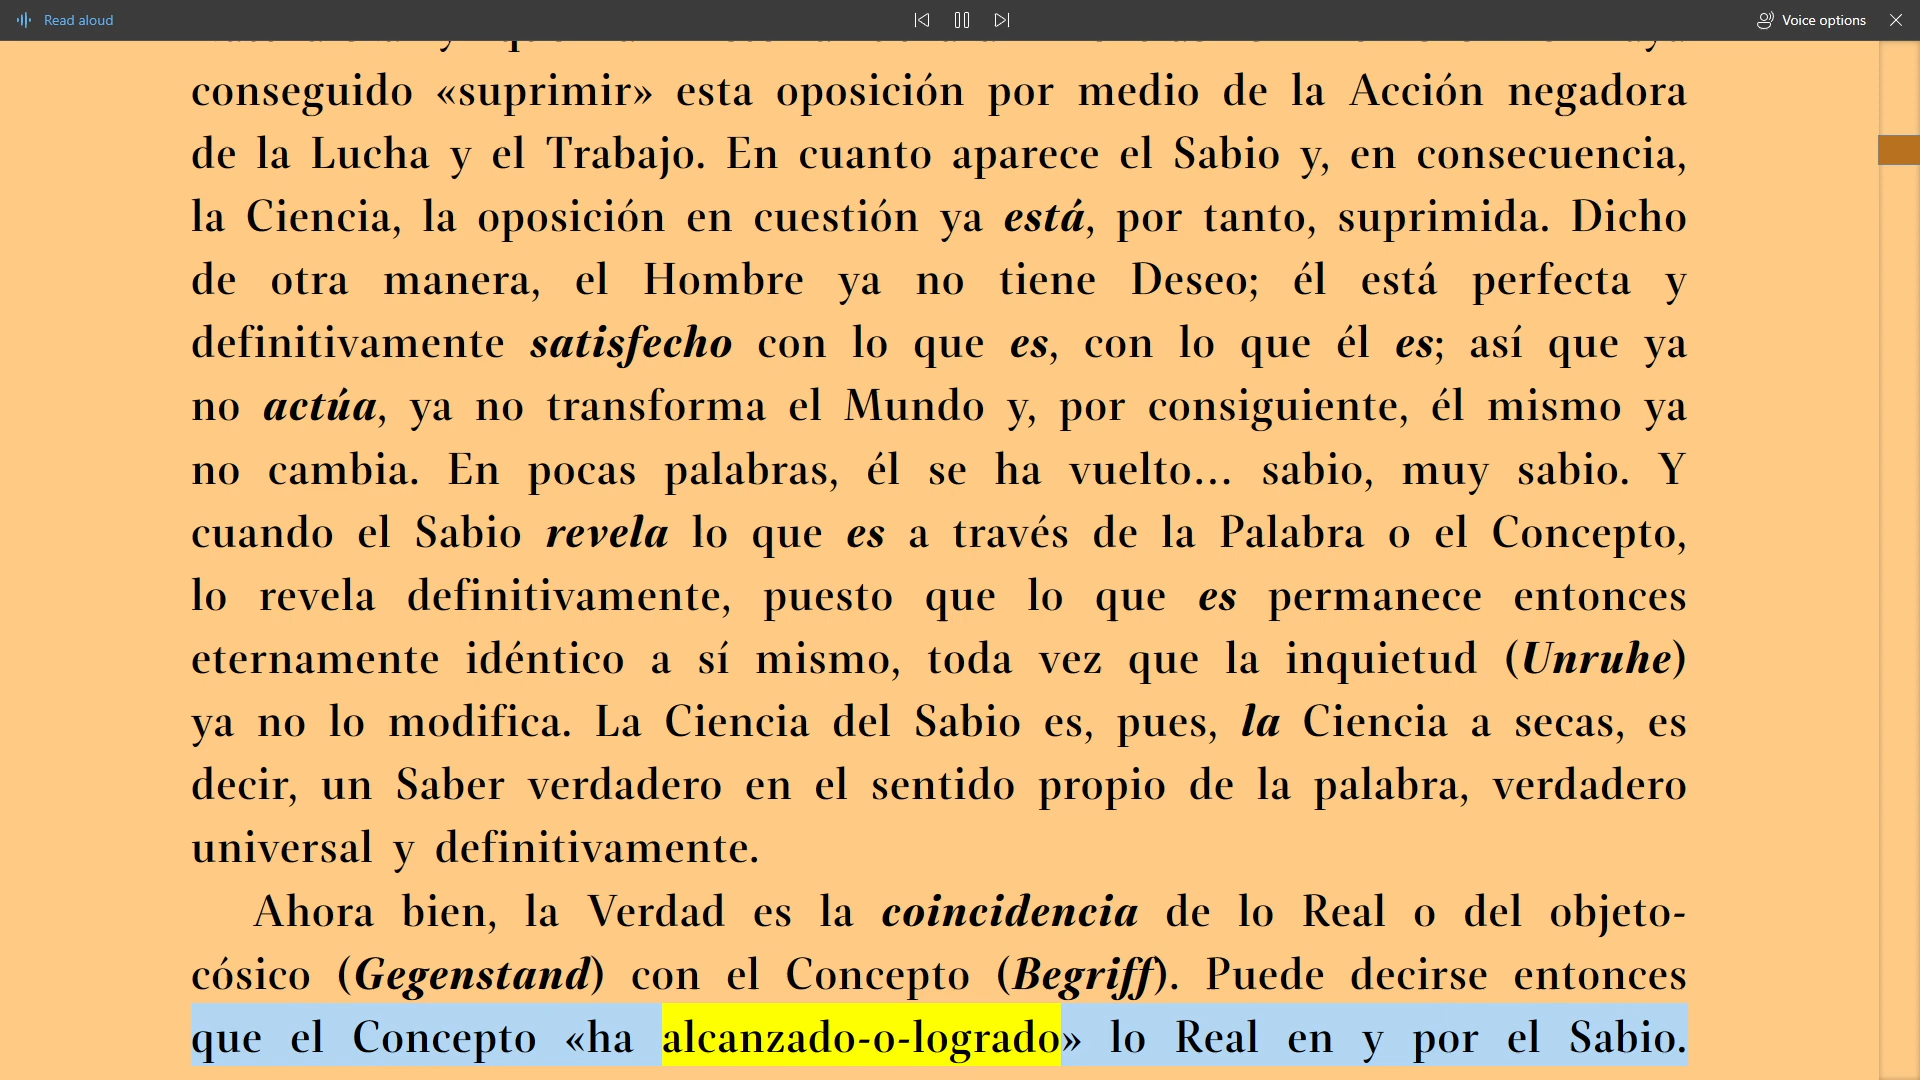 Read aloud
Voice options
conseguido «suprimir» esta oposición por medio de la Acción negadora
de la Lucha y el Trabajo. En cuanto aparece el Sabio y, en consecuencia,
la Ciencia, la oposición en cuestión ya está, por tanto, suprimida. Dicho
de otra manera, el Hombre ya no tiene Deseo; él está perfecta y
definitivamente satisfecho con lo que es, con lo que él es; así que ya
no actúa, ya no transforma el Mundo y, por consiguiente, él mismo ya
no cambia. En pocas palabras, él se ha vuelto... sabio, muy sabio. Y
cuando el Sabio revela lo que es a través de la Palabra o el Concepto,
lo revela definitivamente, puesto que lo que es permanece entonces
eternamente idéntico a sí mismo, toda vez que la inquietud (Unruhe)
ya no lo modifica. La Ciencia del Sabio es, pues, la Ciencia a secas, es
decir, un Saber verdadero en el sentido propio de la palabra, verdadero
universal y definitivamente.
Ahora bien, la Verdad es la coincidencia de lo Real o del objeto-
cósico (Gegenstand) con el Concepto (Begriff). Puede decirse entonces
que el Concepto «ha alcanzado-o-logrado» lo Real en y por el Sabio.